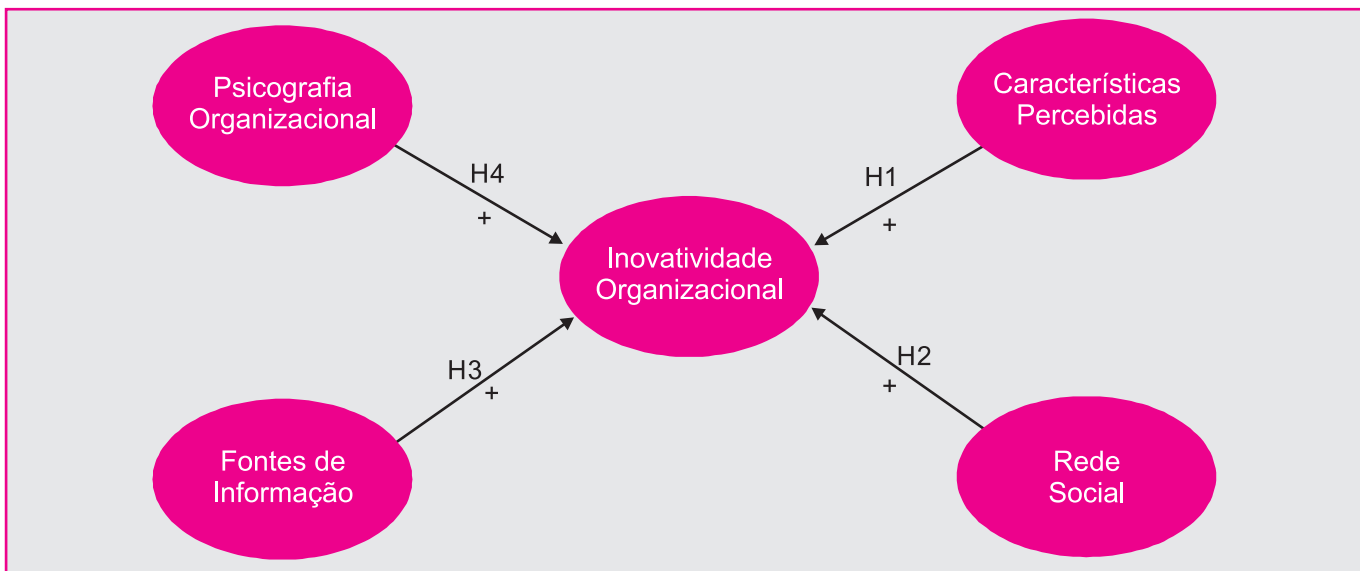 Psicografia
Organizacional
Características
Percebidas
H4
+
H1
+
Inovatividade
Organizacional
H3
+
H2
+
Fontes de
Informação
Rede
Social